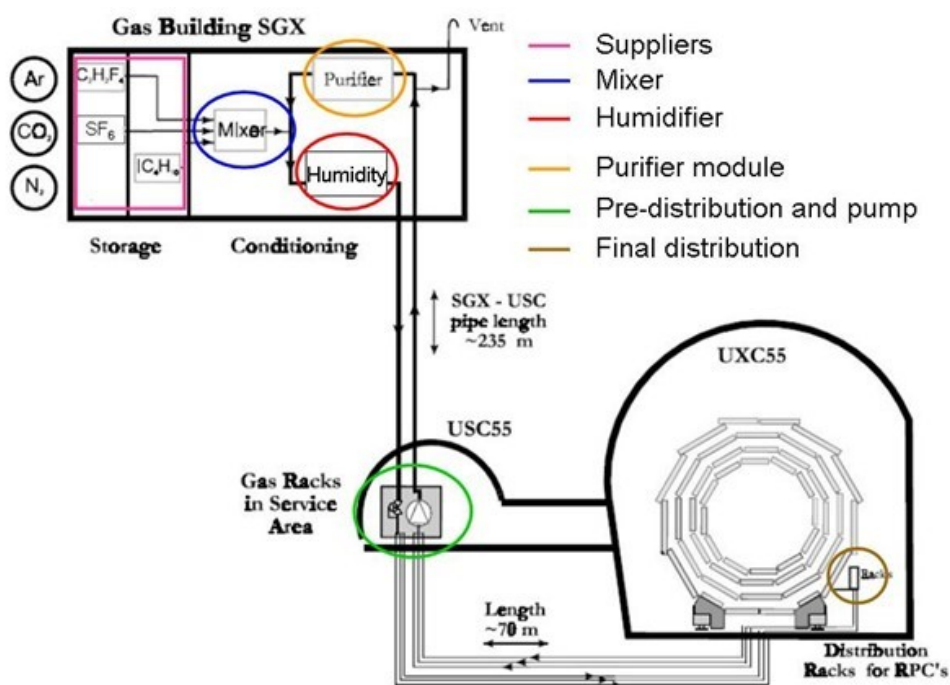 Gas Building SGX
Vent
Ar
CO₂
N₂
C₂H₂F₄
SF₆
IC₄H₁₀
Mixer
Purifier
Humidity
Storage
Conditioning
Suppliers
Mixer
Humidifier
Purifier module
Pre-distribution and pump
Final distribution
SGX - USC
pipe length
~235 m
UXC55
USC55
Gas Racks
in Service
Area
Racks
Length
~70 m
Distribution
Racks for RPC's